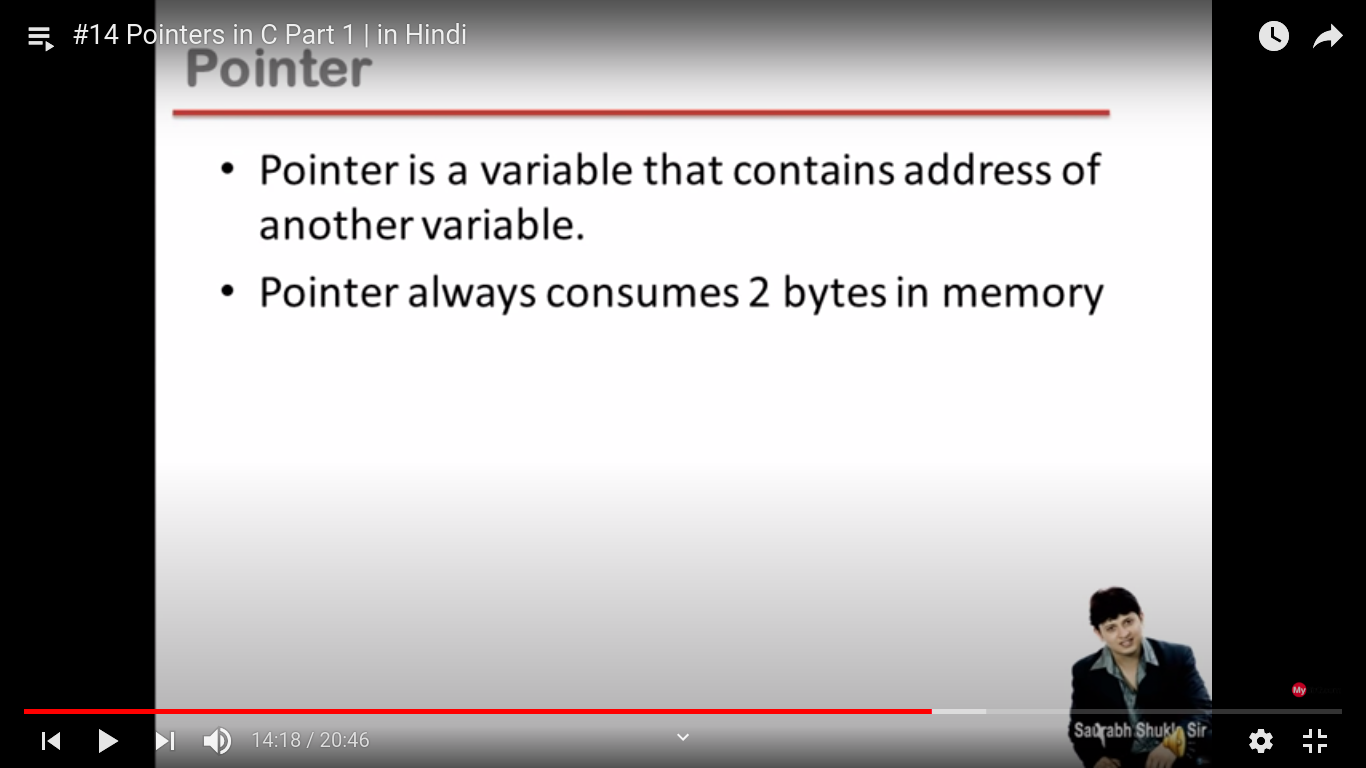 #14 Pointers in C Part 1 | in Hindi
Pointer
• Pointer is a variable that contains address of
another variable.
• Pointer always consumes 2 bytes in memory
My
Saurabh Shukla Sir
14:18 / 20:46